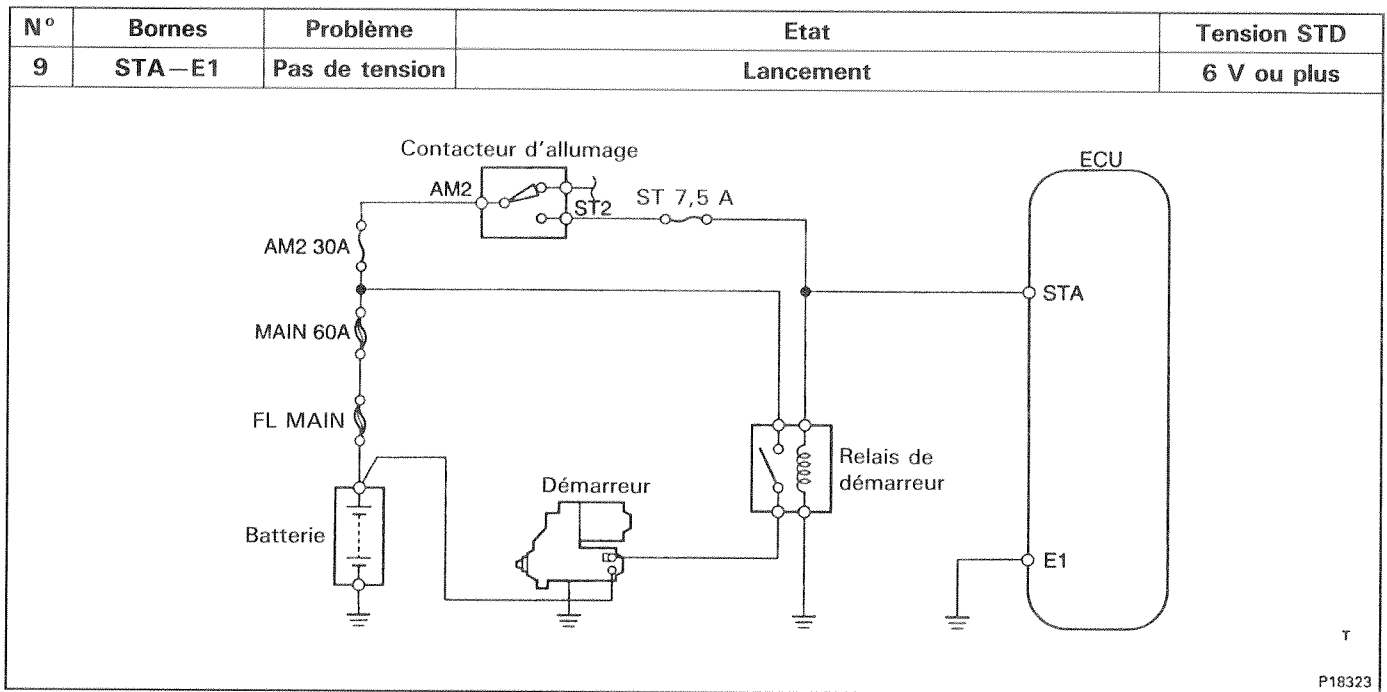 N° Bornes Problème Etat Tension STD
9 STA—E1 Pas de tension Lancement 6 V ou plus
Contacteur d'allumage
ECU
AM2
ST2
ST 7,5 A
AM2 30A
STA
MAIN 60A
FL MAIN
Relais de
démarreur
Démarreur
Batterie
E1
T
P18323